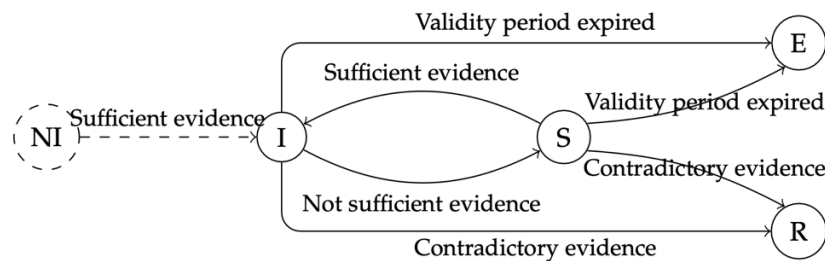 Validity period expired
E
Sufficient evidence
Sufficient evidence
Validity period expired
NI
I
S
Contradictory evidence
Not sufficient evidence
R
Contradictory evidence